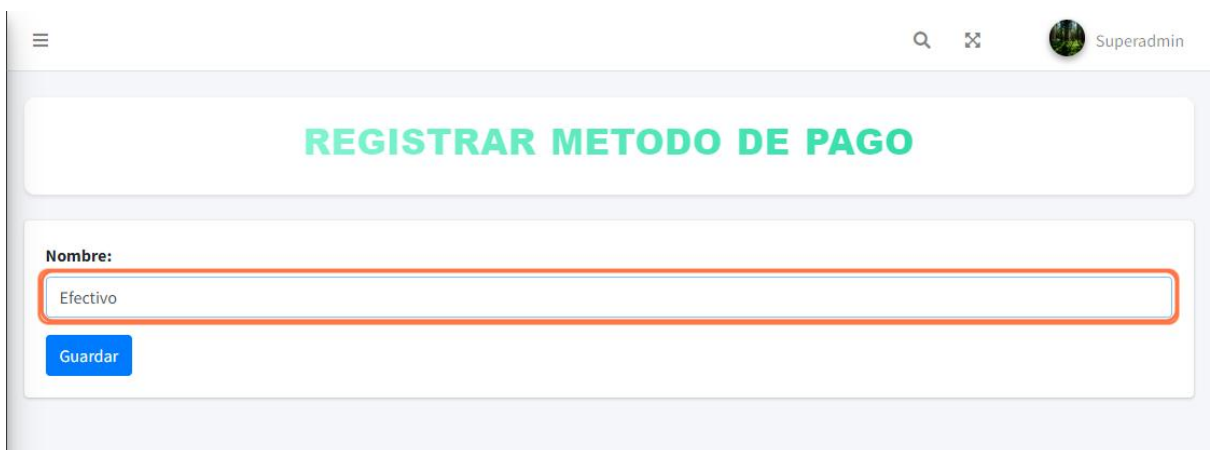 Superadmin
REGISTRAR METODO DE PAGO
Nombre:
Efectivo
Guardar